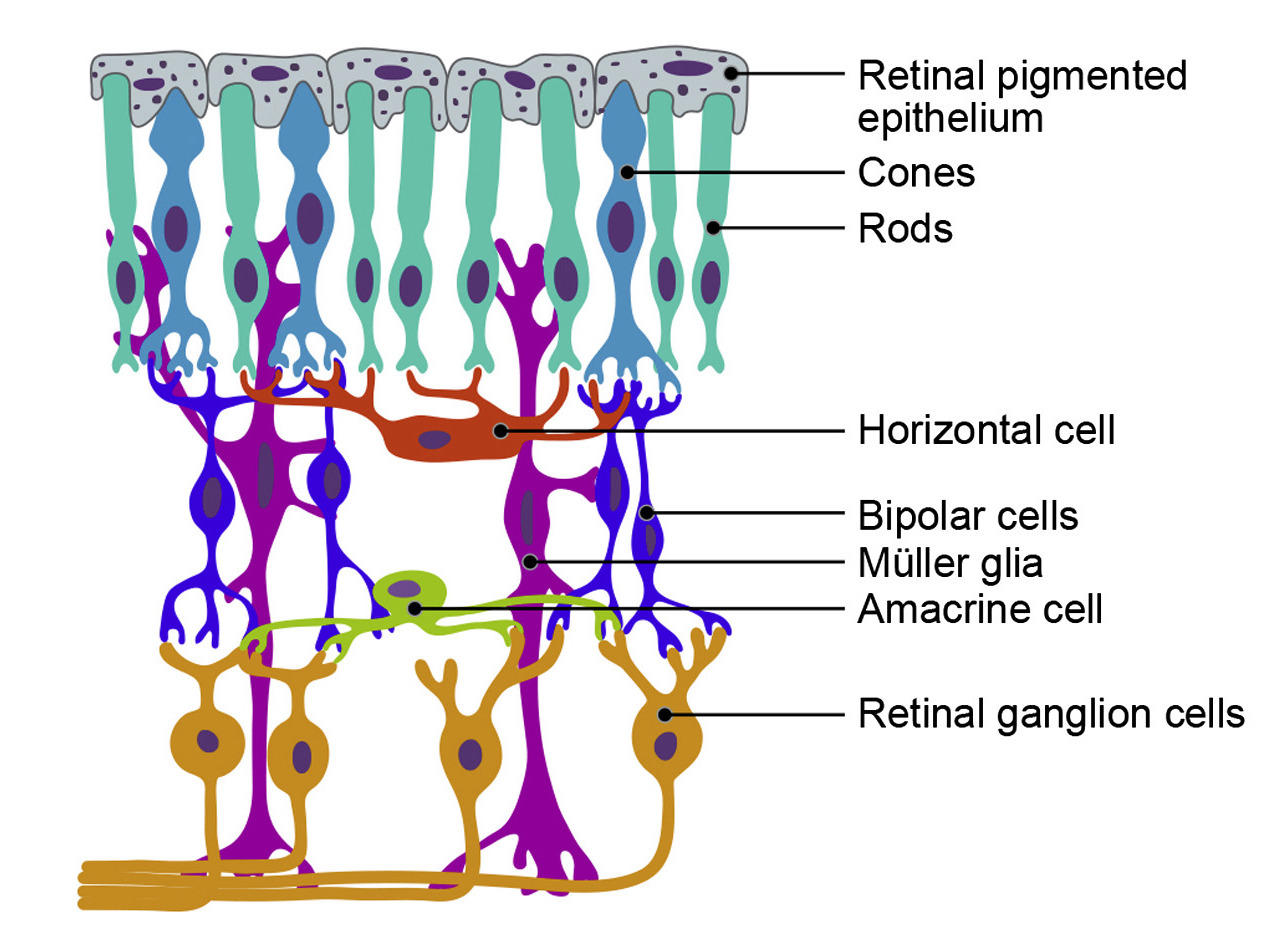 Retinal pigmented
epithelium
Cones
Rods
Horizontal cell
Bipolar cells
Müller glia
Amacrine cell
Retinal ganglion cells